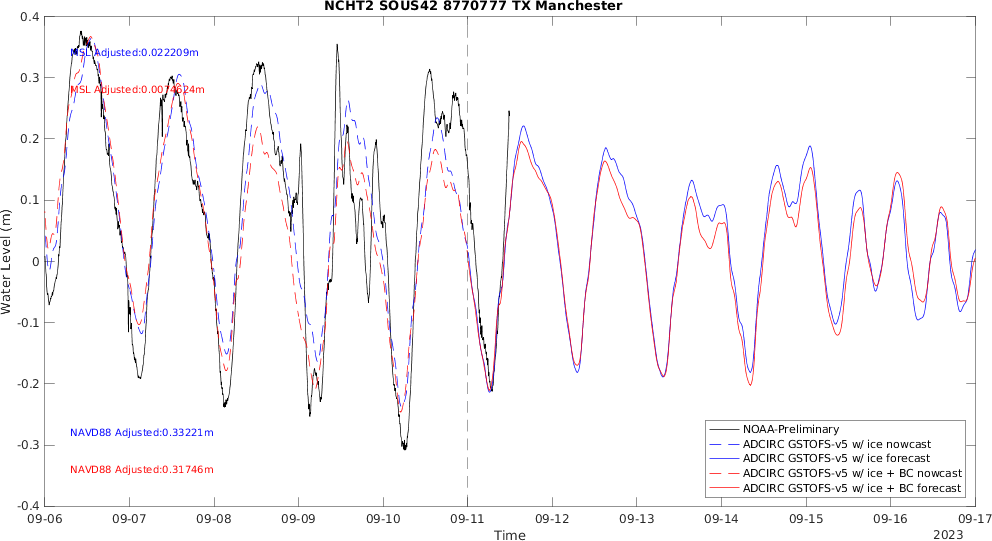 NCHT2 SOUS42 8770777 TX Manchester
0.4
0.3
0.2
0.1
0
-0.1
-0.2
-0.3
-0.4
Water Level (m)
MSL Adjusted:0.022209m
MSL Adjusted:0.0074624m
NAVD88 Adjusted:0.33221m
NAVD88 Adjusted:0.31746m
NOAA-Preliminary
ADCIRC GSTOFS-v5 w/ ice nowcast
ADCIRC GSTOFS-v5 w/ ice forecast
ADCIRC GSTOFS-v5 w/ ice + BC nowcast
ADCIRC GSTOFS-v5 w/ ice + BC forecast
09-06 09-07 09-08 09-09 09-10 09-11 09-12 09-13 09-14 09-15 09-16 09-17
Time
2023